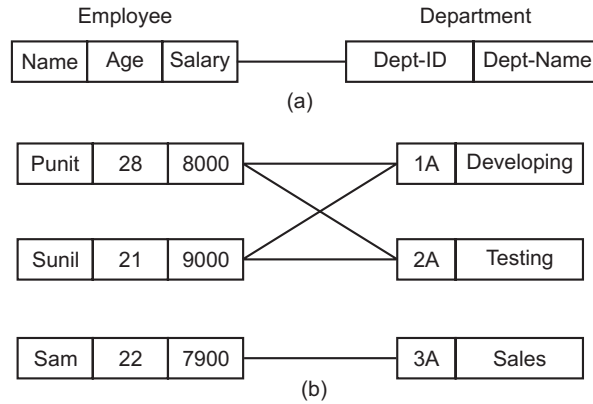 Employee Department
Name Age Salary Dept-ID Dept-Name
(a)
Punit 28 8000 1A Developing
Sunil 21 9000 2A Testing
Sam 22 7900 3A Sales
(b)